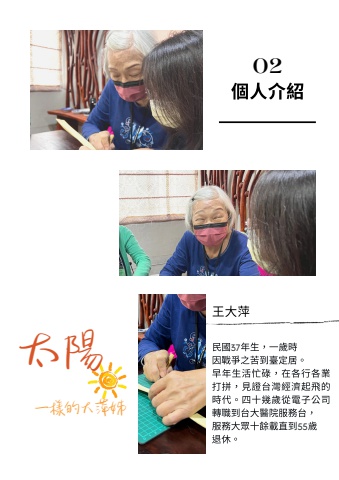 02
個人介紹
王大萍
民國37年生，一歲時
因戰爭之苦到臺定居。
早年生活忙碌，在各行各業
打拼，見證台灣經濟起飛的
時代。四十幾歲從電子公司
轉職到台大醫院服務台，
服務大眾十餘載直到55歲
退休。
太陽
一樣的大萍姊